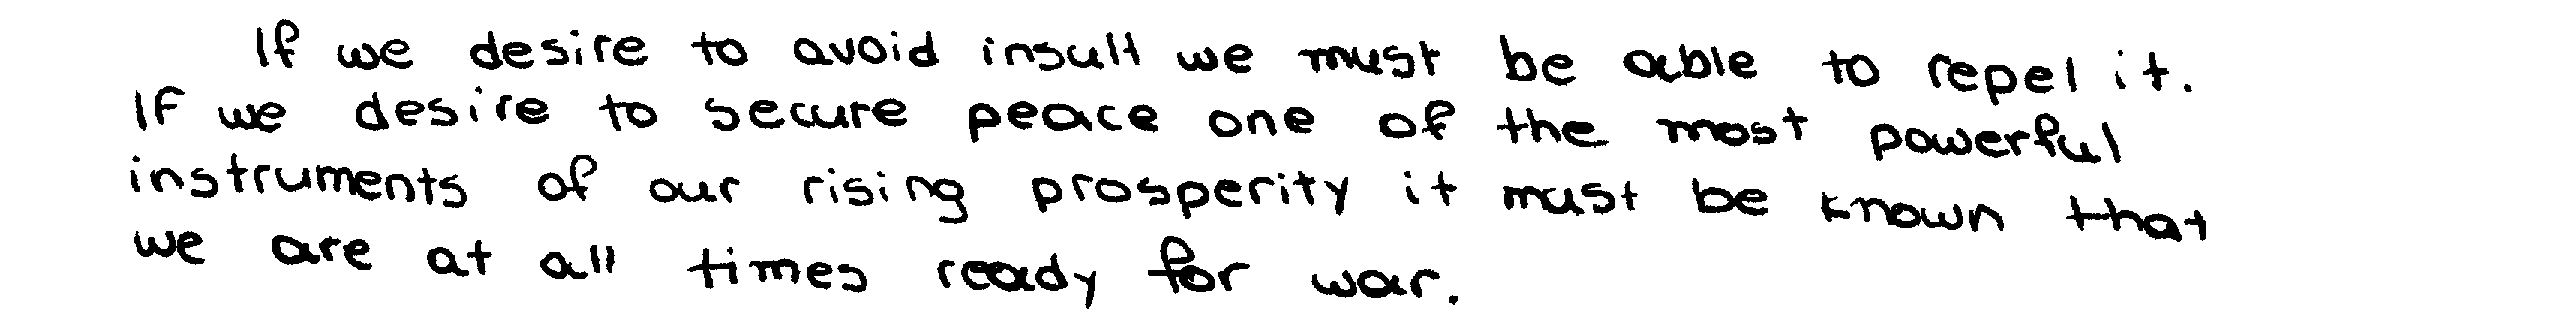 If we desire to avoid insult we must be able to repel it.
If we desire to secure peace one of the most powerful
instruments of our rising prosperity it must be known that
we are at all times ready for war.